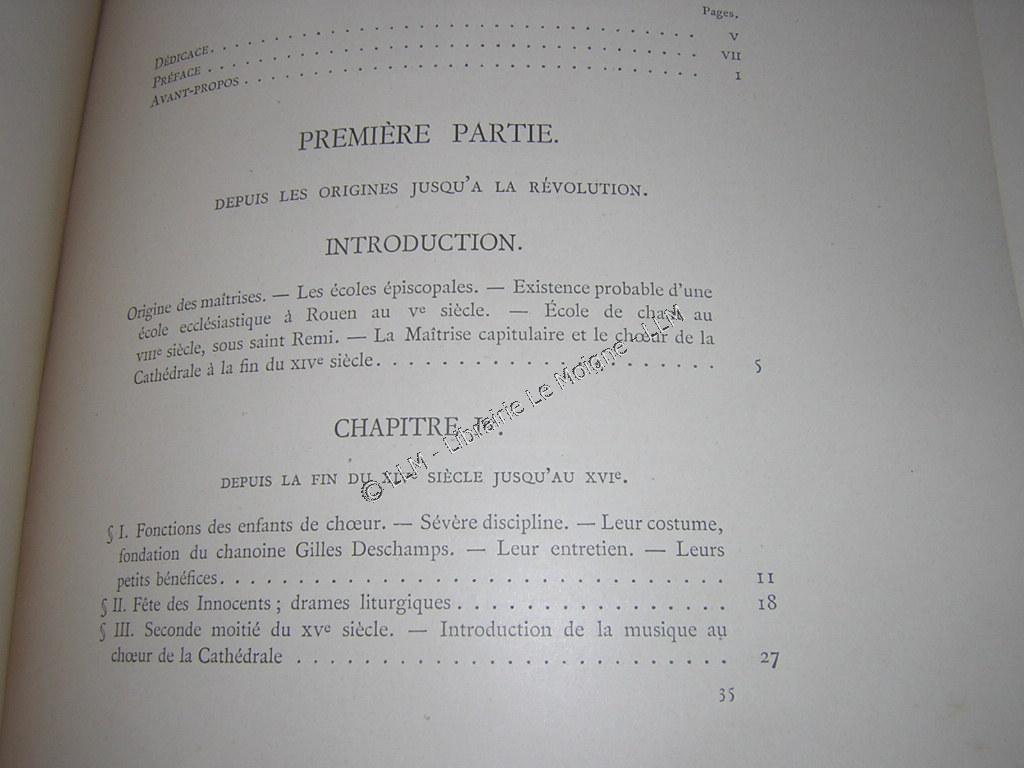 Pages.
DÉDICACE. . . . . . . . . . . . . . . . . . . . . . . . . . . V
PRÉFACE . . . . . . . . . . . . . . . . . . . . . . . . . . . VII
AVANT-PROPOS . . . . . . . . . . . . . . . . . . . . . . . . 1
PREMIÈRE PARTIE.
DEPUIS LES ORIGINES JUSQU'A LA RÉVOLUTION.
INTRODUCTION.
Origine des maîtrises. — Les écoles épiscopales. — Existence probable d'une
école ecclésiastique à Rouen au Ve siècle. — École de chant au
VIIIe siècle, sous saint Remi. — La Maîtrise capitulaire et le chœur de la
Cathédrale à la fin du XIVe siècle. . . . . . . . . . . . . . . . . . . 5
CHAPITRE
DEPUIS LA FIN DU SIÈCLE JUSQU'AU XVIe.
© LLM - Librairie Le Moigne - LLM
§ I. Fonctions des enfants de chœur. — Sévère discipline. — Leur costume,
fondation du chanoine Gilles Deschamps. — Leur entretien. — Leurs
petits bénéfices. . . . . . . . . . . . . . . . . . . . . . . . . . . 11
§ II. Fête des Innocents ; drames liturgiques . . . . . . . . . . . . . . 18
§ III. Seconde moitié du XVe siècle. — Introduction de la musique au
chœur de la Cathédrale . . . . . . . . . . . . . . . . . . . . . . . 27
35